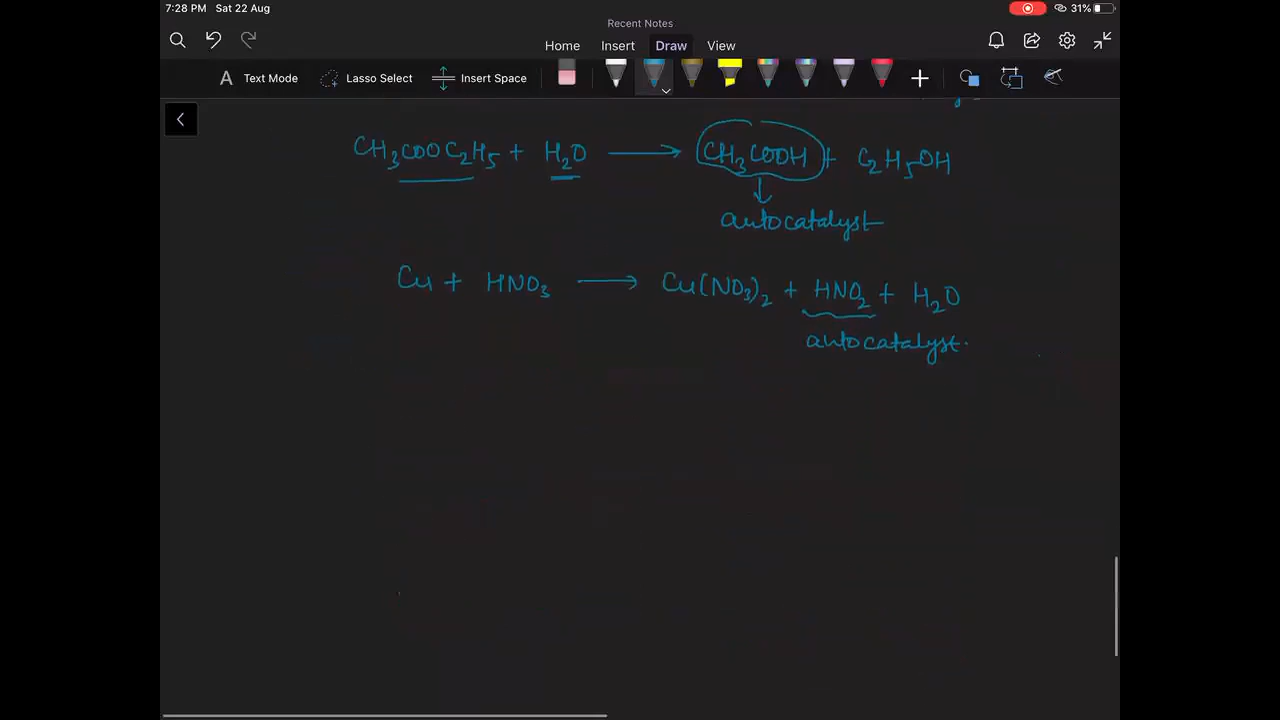 7:28 PM Sat 22 Aug
31%
Recent Notes
Home Insert Draw View
A Text Mode Lasso Select Insert Space
CH₃COOC₂H₅ + H₂O ⟶ CH₃COOH + C₂H₅OH
↓
autocatalyst
Cu + HNO₃ ⟶ Cu(NO₃)₂ + HNO₂ + H₂O
autocatalyst.